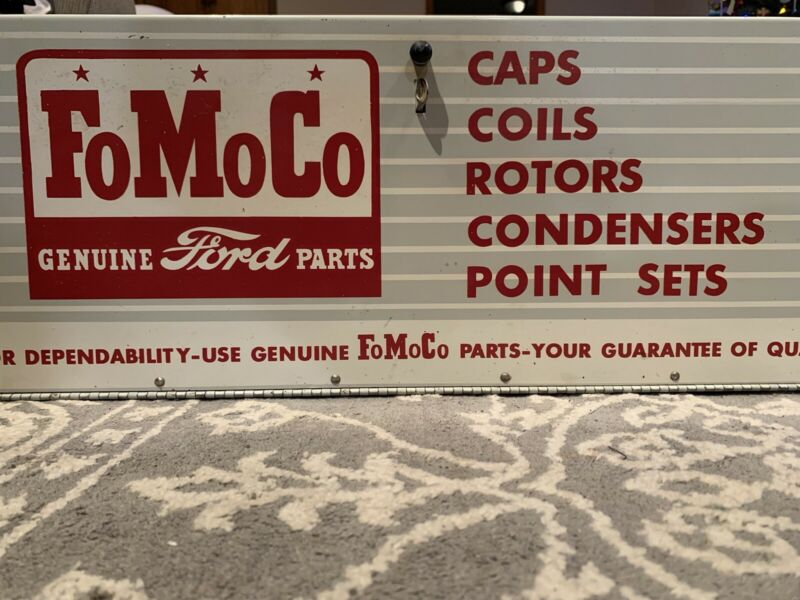 FoMoCo
GENUINE Ford PARTS
CAPS
COILS
ROTORS
CONDENSERS
POINT SETS
DEPENDABILITY-USE GENUINE FoMoCo PARTS-YOUR GUARANTEE OF